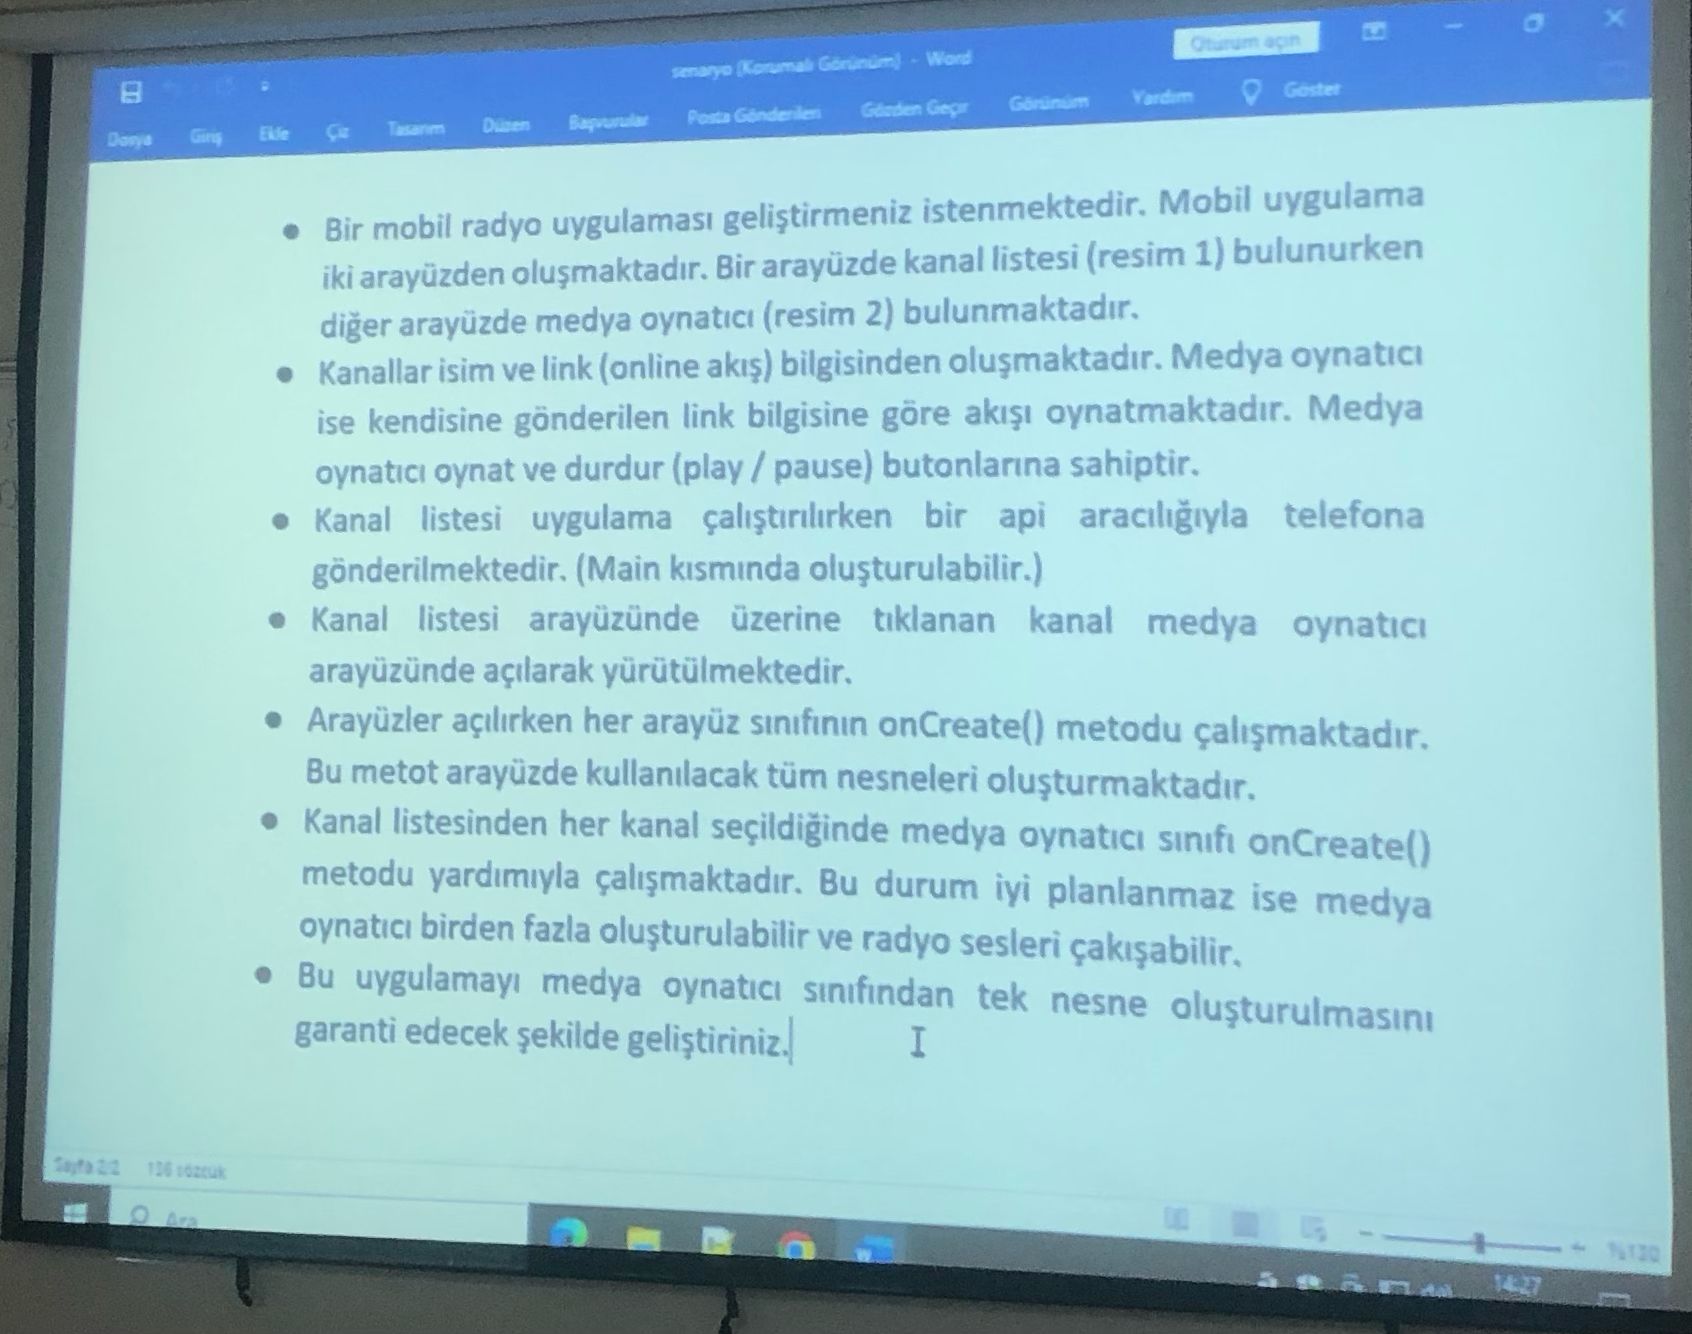 senaryo (Korumalı Görünüm) - Word
Oturum açın
Dosya Giriş Ekle Çiz Tasarım Düzen Başvurular Posta Gönderileri Gözden Geçir Görünüm Yardım Göster
• Bir mobil radyo uygulaması geliştirmeniz istenmektedir. Mobil uygulama
iki arayüzden oluşmaktadır. Bir arayüzde kanal listesi (resim 1) bulunurken
diğer arayüzde medya oynatıcı (resim 2) bulunmaktadır.
• Kanallar isim ve link (online akış) bilgisinden oluşmaktadır. Medya oynatıcı
ise kendisine gönderilen link bilgisine göre akışı oynatmaktadır. Medya
oynatıcı oynat ve durdur (play / pause) butonlarına sahiptir.
• Kanal listesi uygulama çalıştırılırken bir api aracılığıyla telefona
gönderilmektedir. (Main kısmında oluşturulabilir.)
• Kanal listesi arayüzünde üzerine tıklanan kanal medya oynatıcı
arayüzünde açılarak yürütülmektedir.
• Arayüzler açılırken her arayüz sınıfının onCreate() metodu çalışmaktadır.
Bu metot arayüzde kullanılacak tüm nesneleri oluşturmaktadır.
• Kanal listesinden her kanal seçildiğinde medya oynatıcı sınıfı onCreate()
metodu yardımıyla çalışmaktadır. Bu durum iyi planlanmaz ise medya
oynatıcı birden fazla oluşturulabilir ve radyo sesleri çakışabilir.
• Bu uygulamayı medya oynatıcı sınıfından tek nesne oluşturulmasını
garanti edecek şekilde geliştiriniz.
Sayfa 2/2 136 sözcük
%130
Ara
14:27